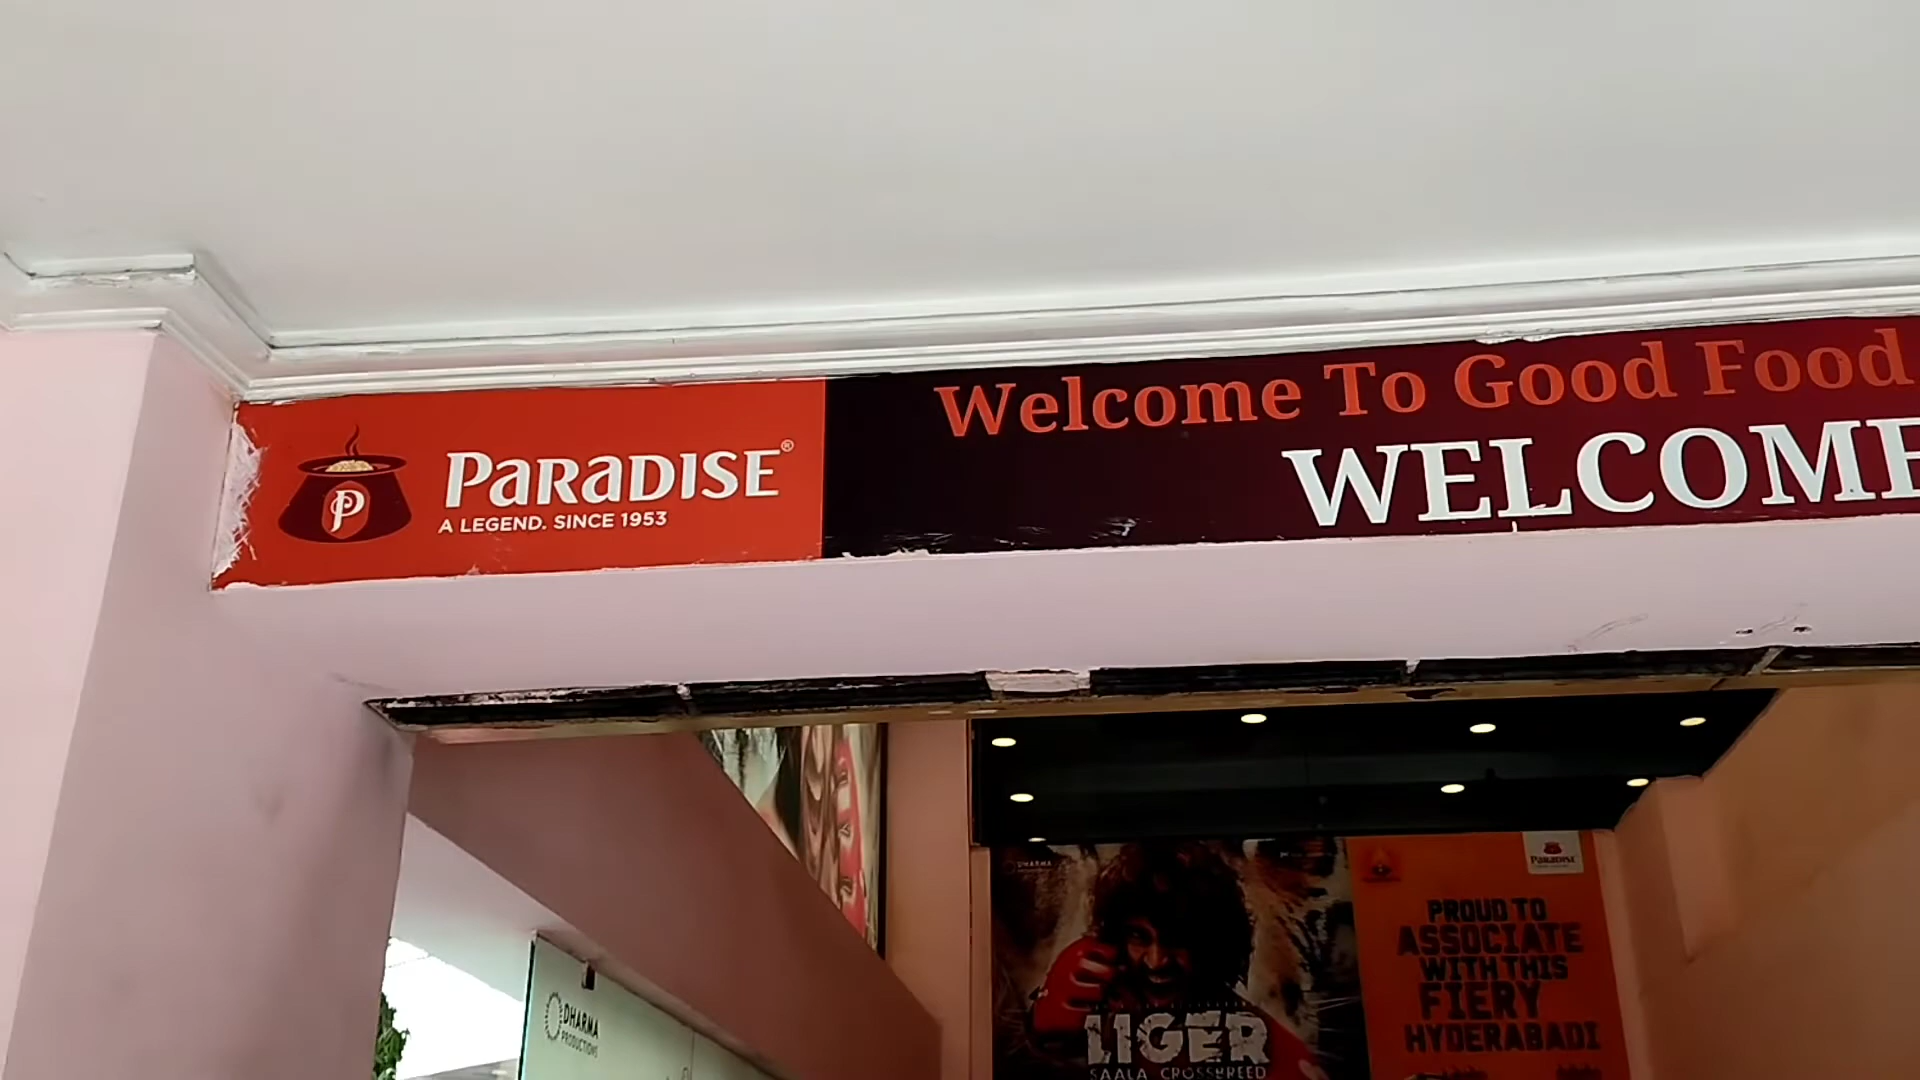 PARADISE®
A LEGEND. SINCE 1953
Welcome To Good Food
WELCOME
DHARMA
PRODUCTIONS
DHARMA
LIGER
SAALA CROSSBREED
PARADISE
PROUD TO
ASSOCIATE
WITH THIS
FIERY
HYDERABADI